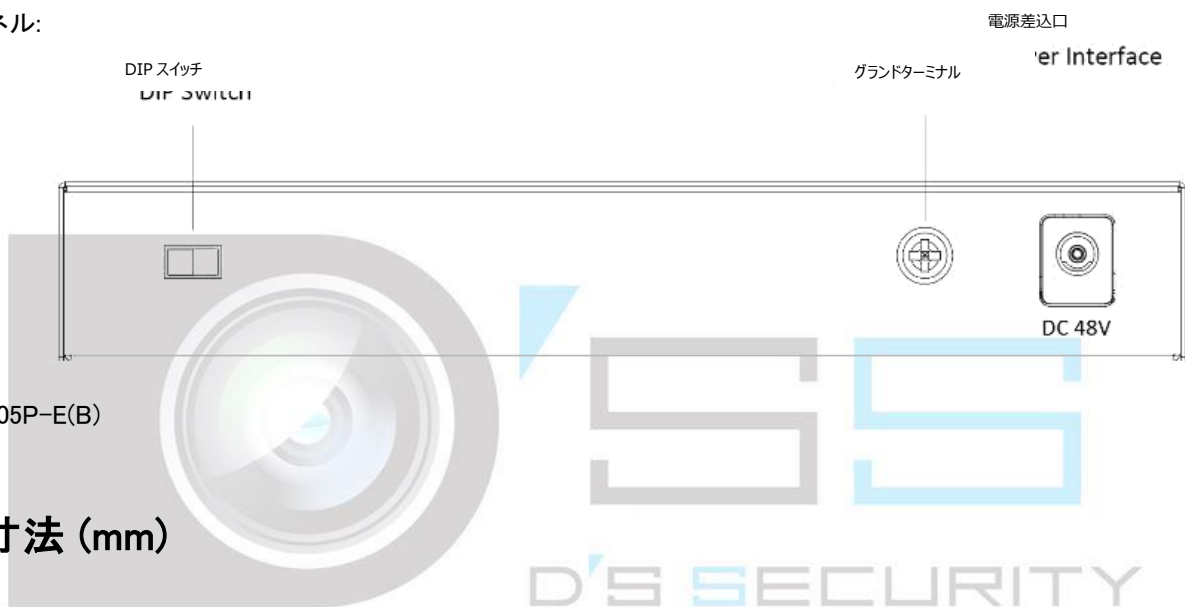 ネル:
電源差込口
er Interface
DIP スイッチ
DIP Switch
グランドターミナル
DC 48V
05P-E(B)
寸法 (mm)
D'SS
D'S SECURITY